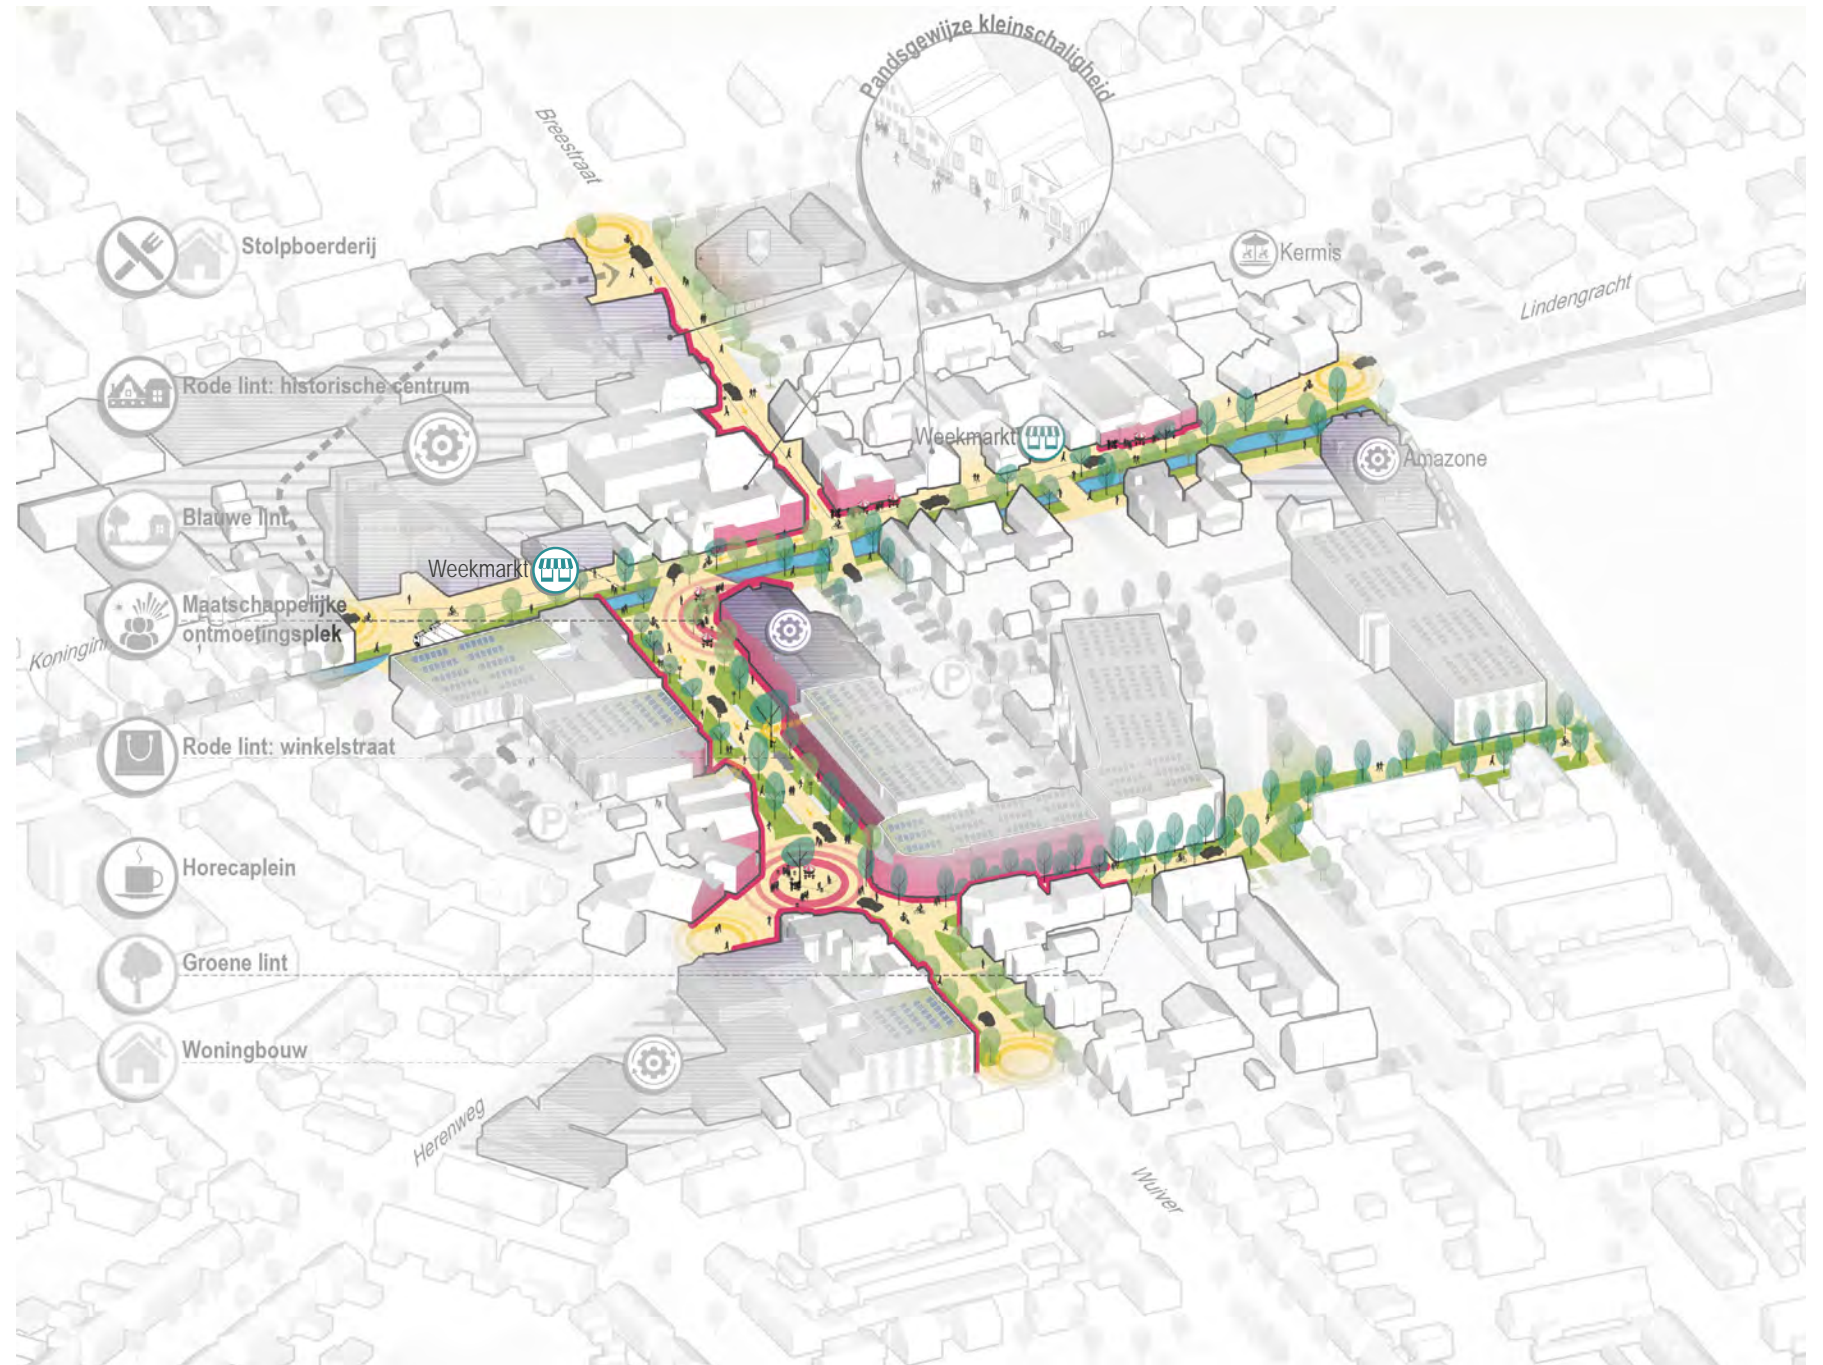 Pandsgewijze kleinschaligheid
Breestraat
Stolpboerderij
Kermis
Lindengracht
Rode lint: historische centrum
Weekmarkt
Amazone
Blauwe lint
Weekmarkt
Maatschappelijke
ontmoetingsplek
P
Rode lint: winkelstraat
P
Horecaplein
Groene lint
Woningbouw
Herenweg
Wuiver